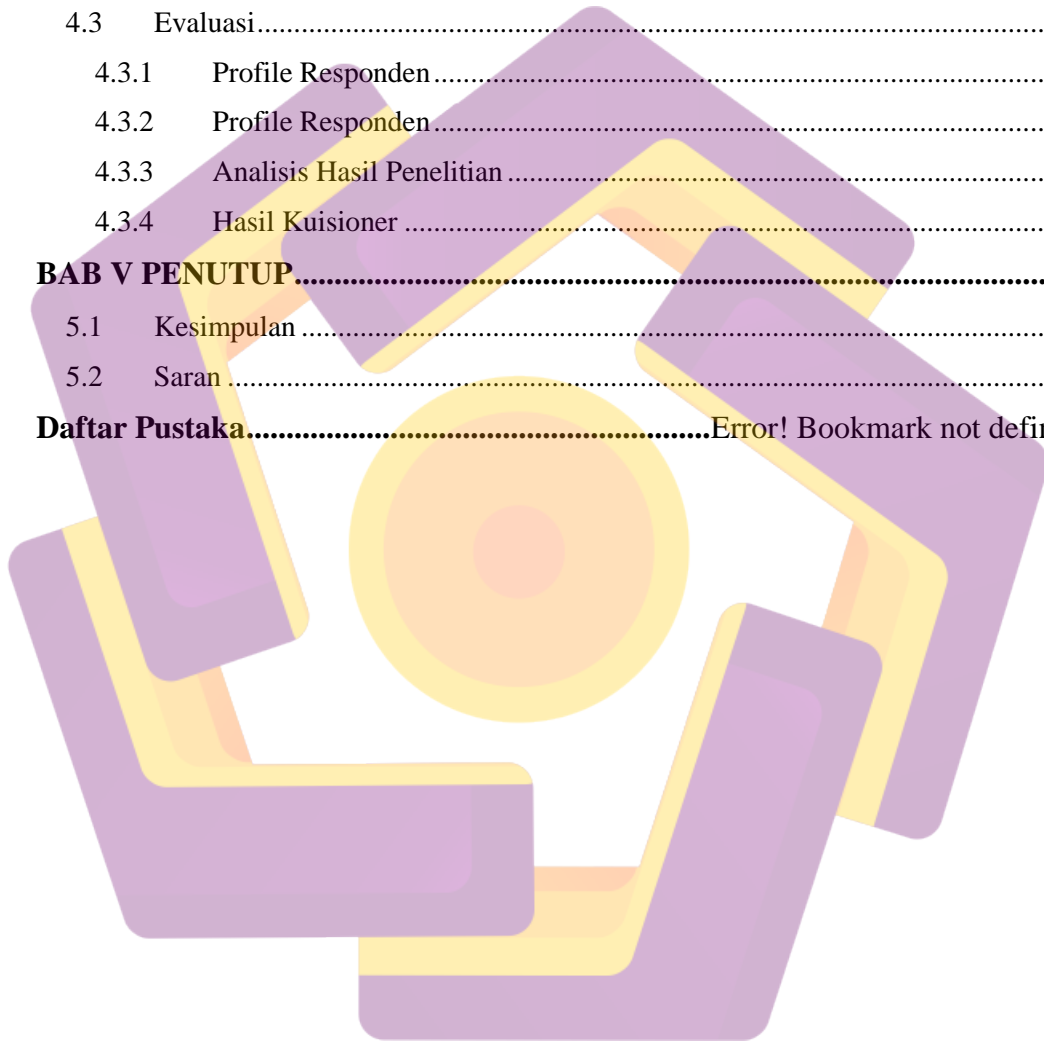 4.3 Evaluasi
4.3.1 Profile Responden
4.3.2 Profile Responden
4.3.3 Analisis Hasil Penelitian
4.3.4 Hasil Kuisioner
BAB V PENUTUP
5.1 Kesimpulan
5.2 Saran
Daftar Pustaka Error! Bookmark not